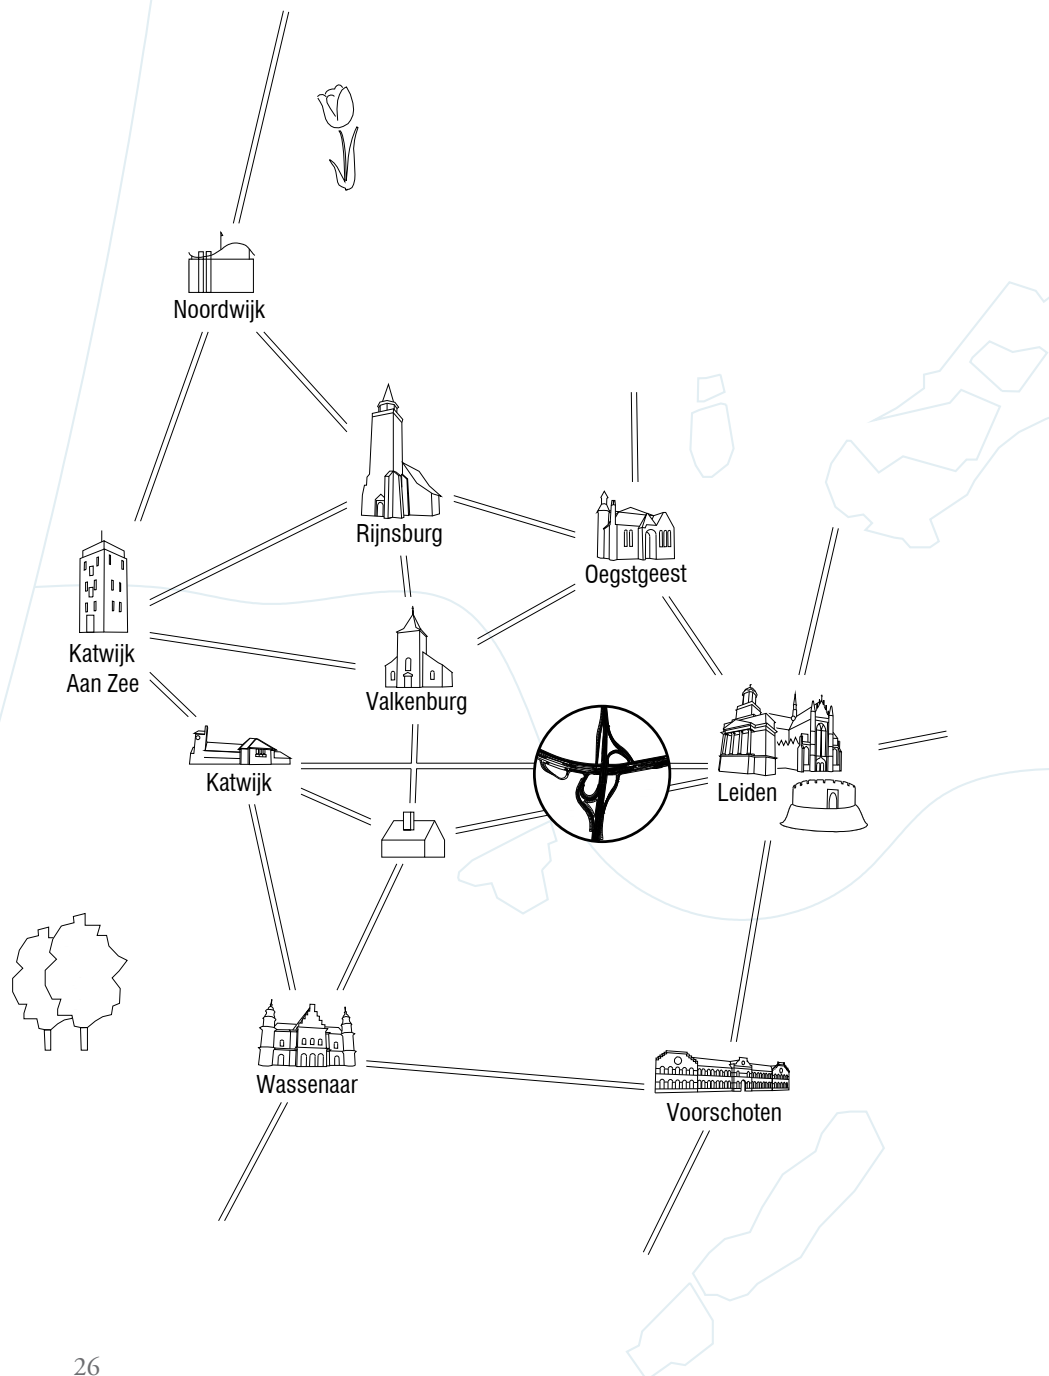 Noordwijk
Rijnsburg
Oegstgeest
Katwijk
Aan Zee
Valkenburg
Katwijk
Leiden
Wassenaar
Voorschoten
26